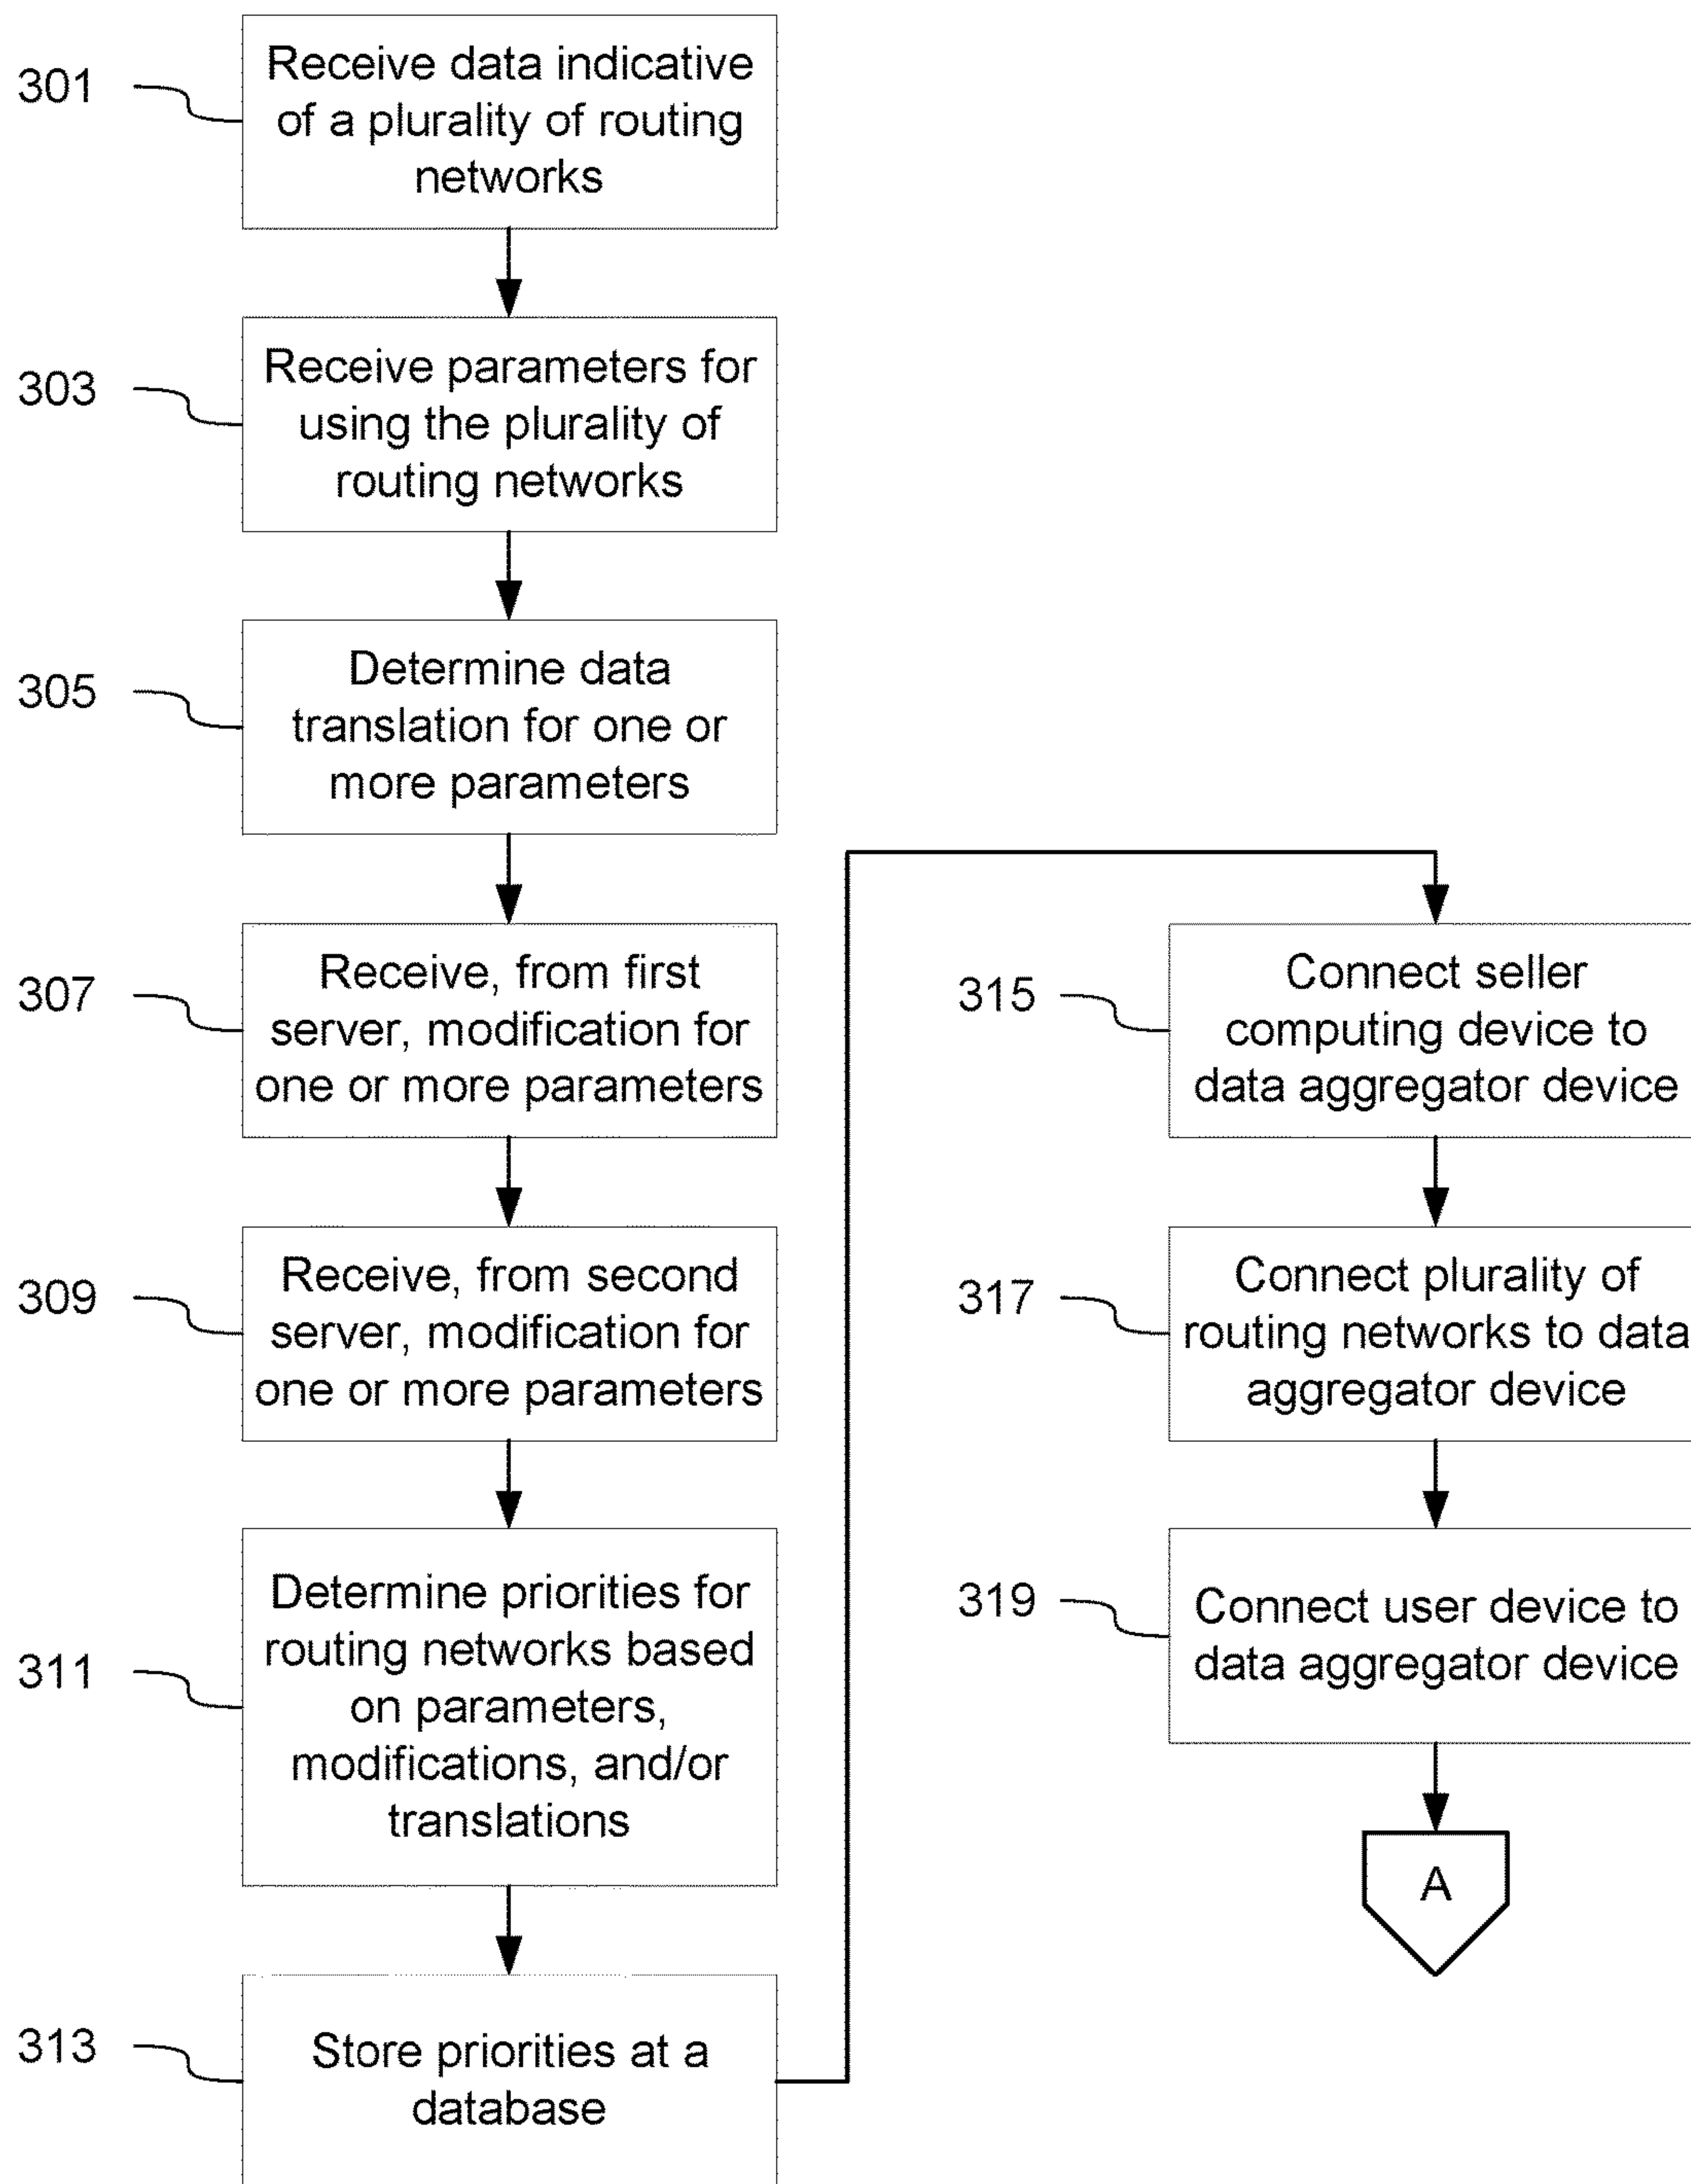 301
Receive data indicative
of a plurality of routing
networks
303
Receive parameters for
using the plurality of
routing networks
305
Determine data
translation for one or
more parameters
307
Receive, from first
server, modification for
one or more parameters
309
Receive, from second
server, modification for
one or more parameters
311
Determine priorities for
routing networks based
on parameters,
modifications, and/or
translations
313
Store priorities at a
database
315
Connect seller
computing device to
data aggregator device
317
Connect plurality of
routing networks to data
aggregator device
319
Connect user device to
data aggregator device
A